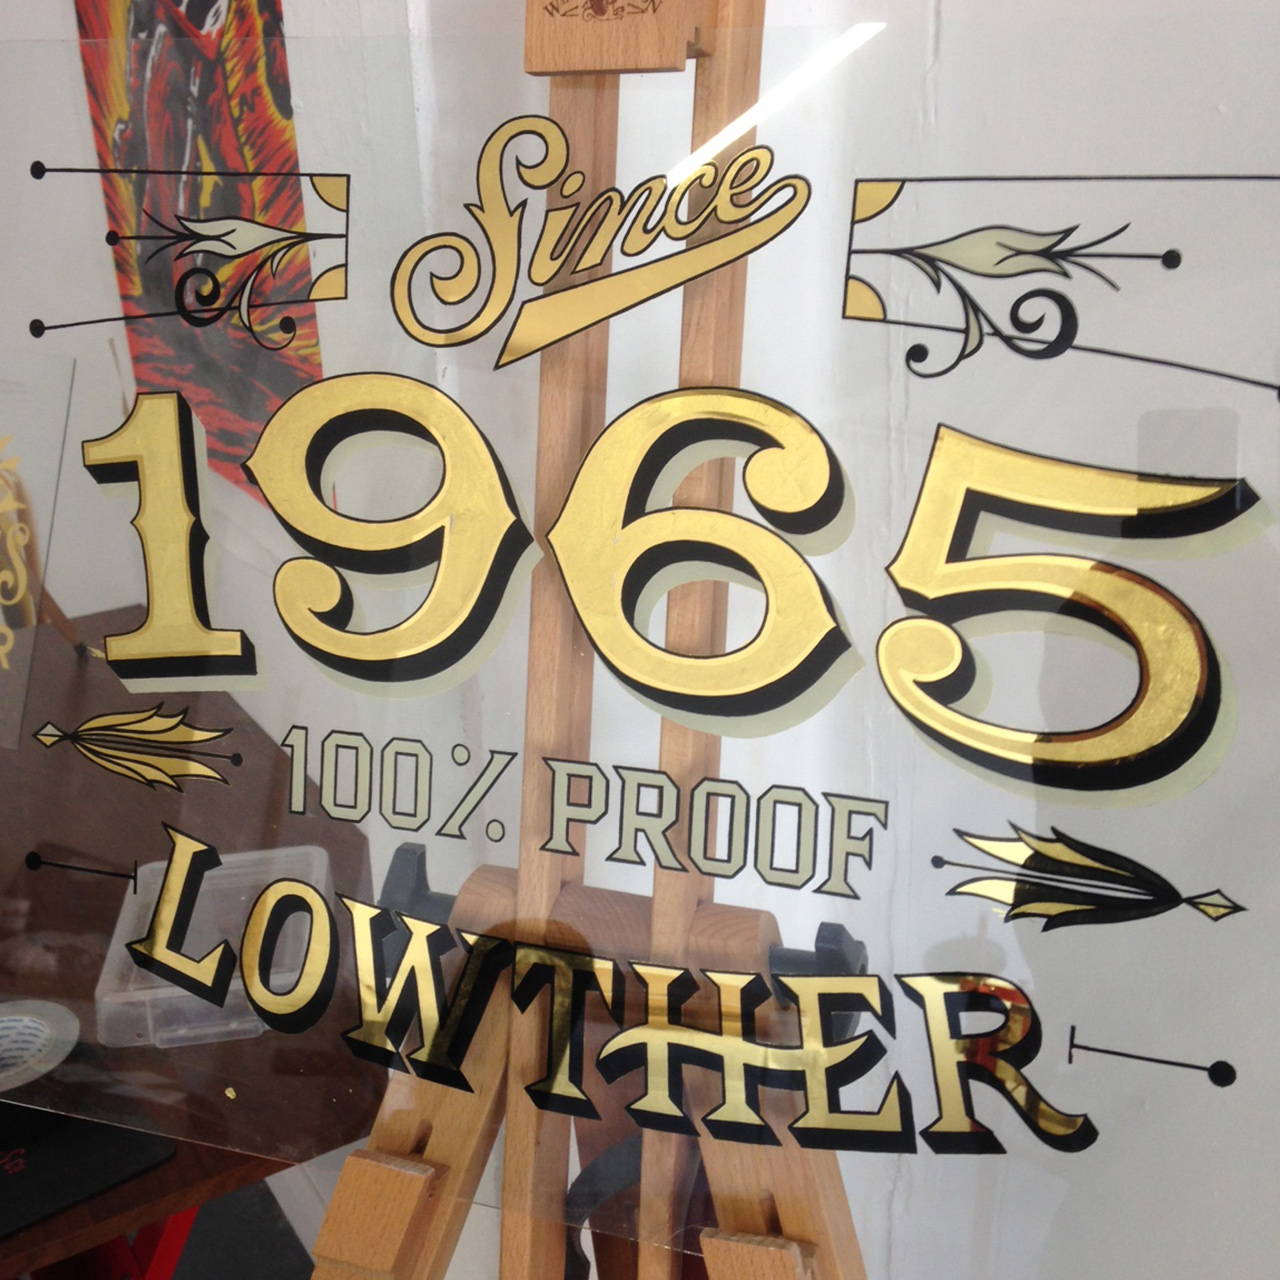 Since
1965
100% PROOF
LOWTHER